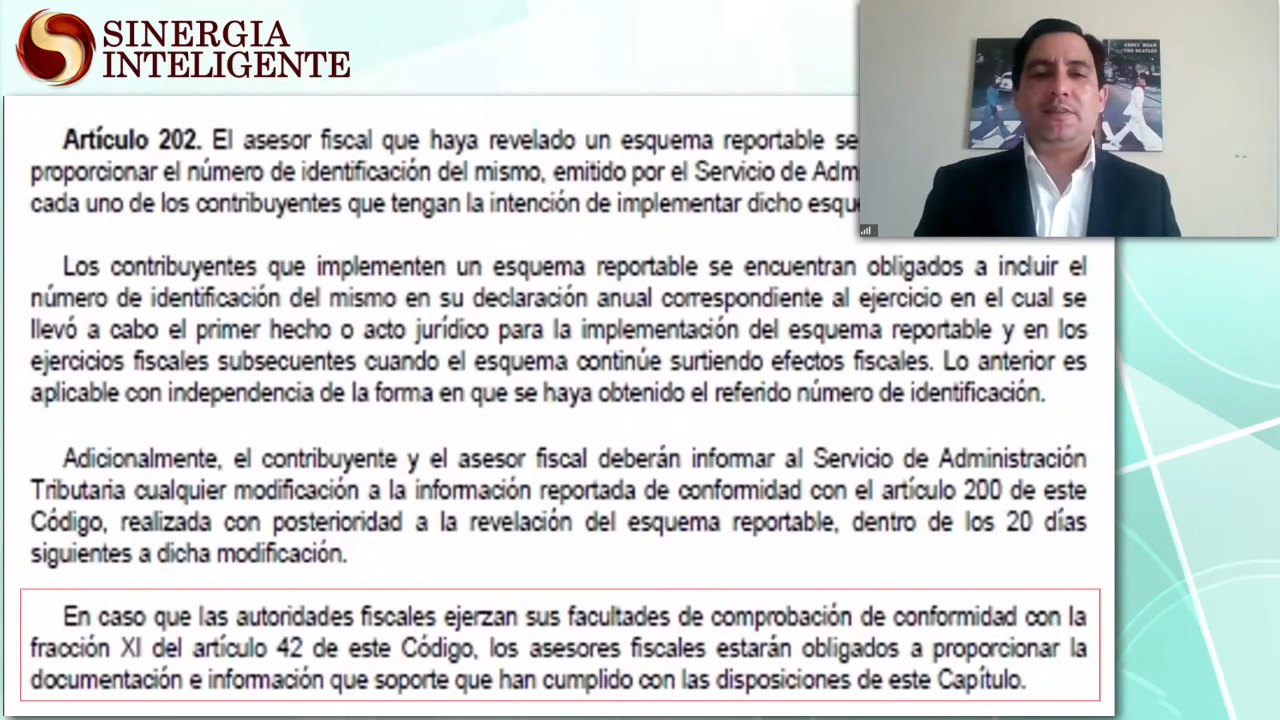 SINERGIA
INTELIGENTE
ABBEY ROAD
THE BEATLES
Artículo 202. El asesor fiscal que haya revelado un esquema reportable se
proporcionar el número de identificación del mismo, emitido por el Servicio de
cada uno de los contribuyentes que tengan la intención de implementar dicho
Los contribuyentes que implementen un esquema reportable se encuentran obligados a incluir el
número de identificación del mismo en su declaración anual correspondiente al ejercicio en el cual se
llevó a cabo el primer hecho o acto jurídico para la implementación del esquema reportable y en los
ejercicios fiscales subsecuentes cuando el esquema continúe surtiendo efectos fiscales. Lo anterior es
aplicable con independencia de la forma en que se haya obtenido el referido número de identificación.
Adicionalmente, el contribuyente y el asesor fiscal deberán informar al Servicio de Administración
Tributaria cualquier modificación a la información reportada de conformidad con el artículo 200 de este
Código, realizada con posterioridad a la revelación del esquema reportable, dentro de los 20 días
siguientes a dicha modificación.
En caso que las autoridades fiscales ejerzan sus facultades de comprobación de conformidad con la
fracción XI del artículo 42 de este Código, los asesores fiscales estarán obligados a proporcionar la
documentación e información que soporte que han cumplido con las disposiciones de este Capítulo.